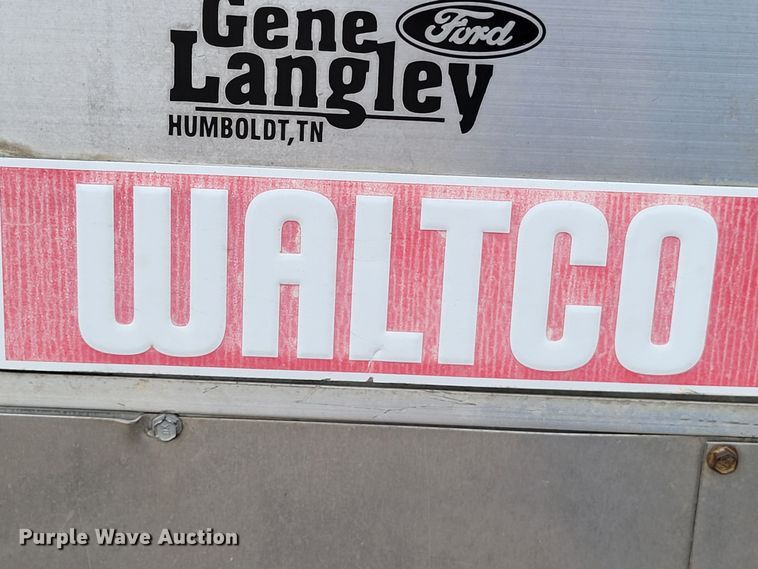 Gene Ford
Langley
HUMBOLDT, TN
WALTCO
Purple Wave Auction